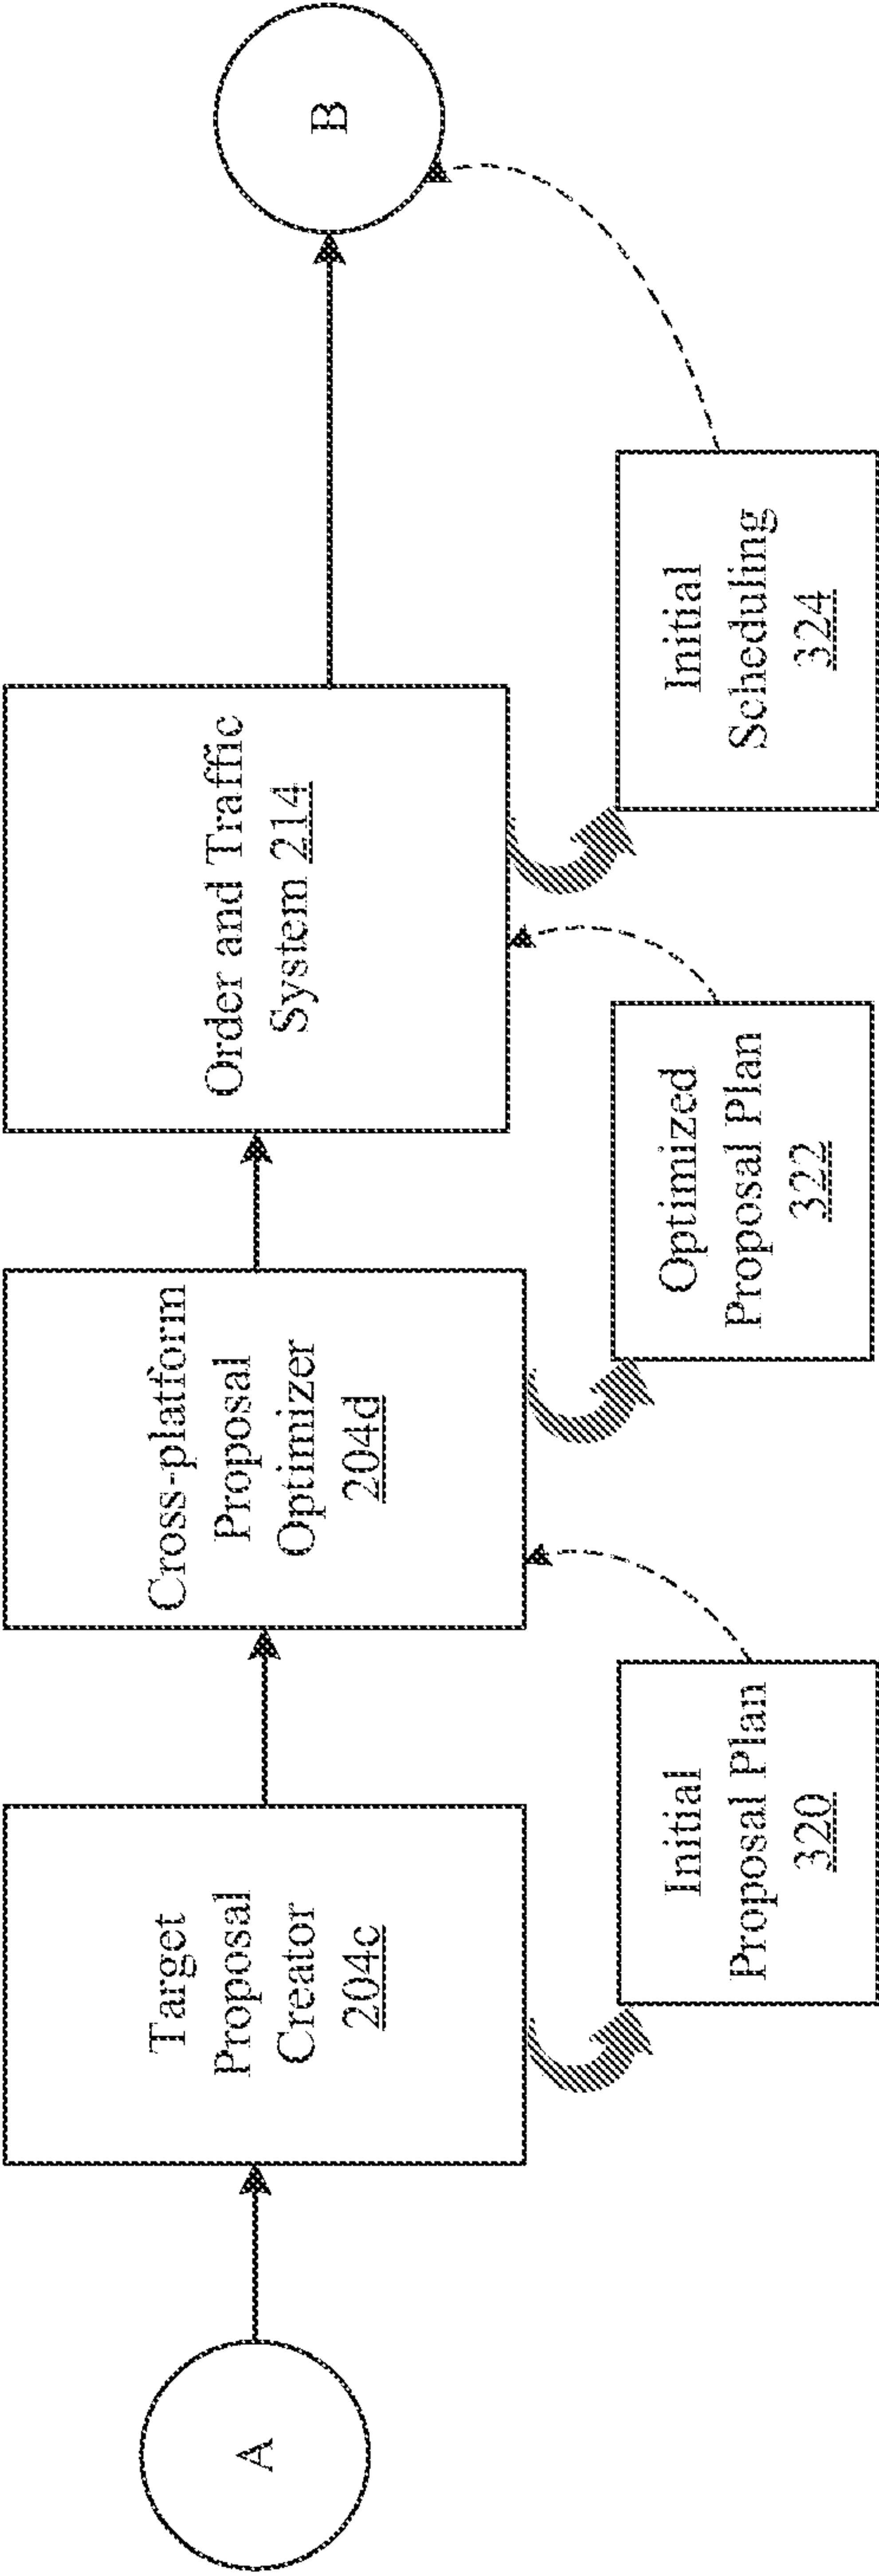 A
Target
Proposal
Creator
204c
Initial
Proposal Plan
320
Cross-platform
Proposal
Optimizer
204d
Optimized
Proposal Plan
322
Order and Traffic
System 214
Initial
Scheduling
324
B